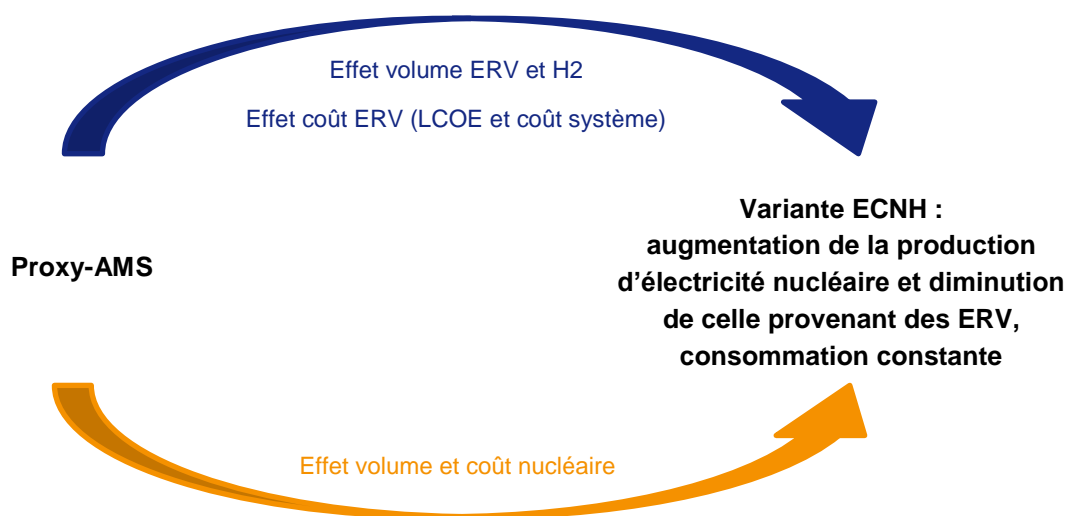 Effet volume ERV et H2
Effet coût ERV (LCOE et coût système)
Proxy-AMS
Variante ECNH :
augmentation de la production
d’électricité nucléaire et diminution
de celle provenant des ERV,
consommation constante
Effet volume et coût nucléaire